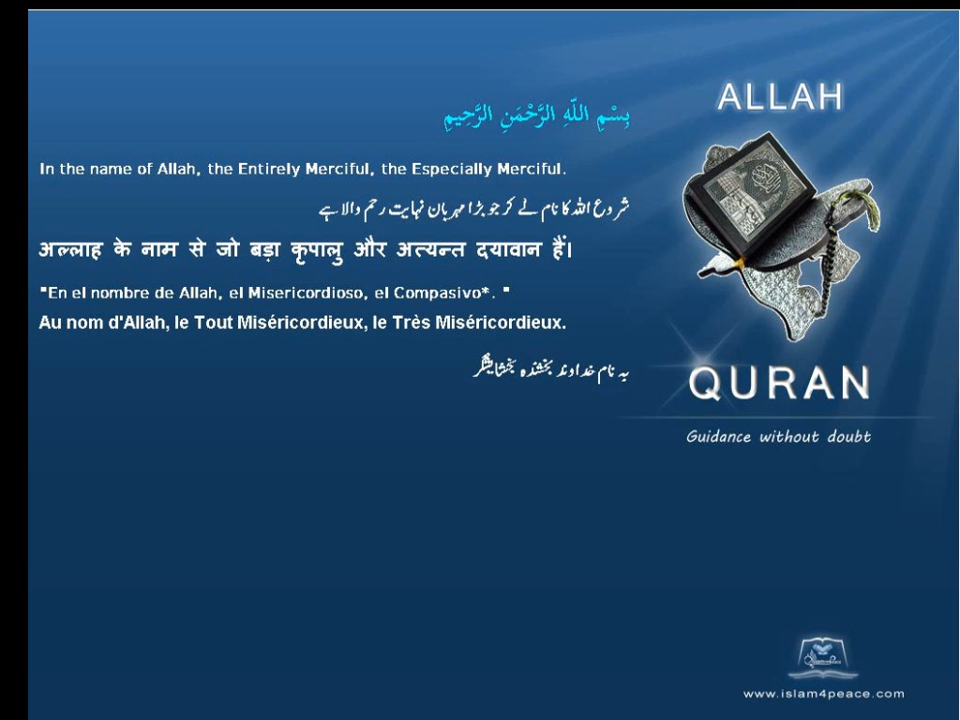 بِسْمِ اللّهِ الرَّحْمَنِ الرَّحِيمِ
In the name of Allah, the Entirely Merciful, the Especially Merciful.
شروع الله کا نام لے کر جو بڑا مہربان نہایت رحم والا ہے
अल्लाह के नाम से जो बड़ा कृपालु और अत्यन्त दयावान हैं।
"En el nombre de Allah, el Misericordioso, el Compasivo*. "
Au nom d'Allah, le Tout Miséricordieux, le Très Miséricordieux.
به نام خداوند بخشنده بخشایشگر
ALLAH
QURAN
Guidance without doubt
www.islam4peace.com